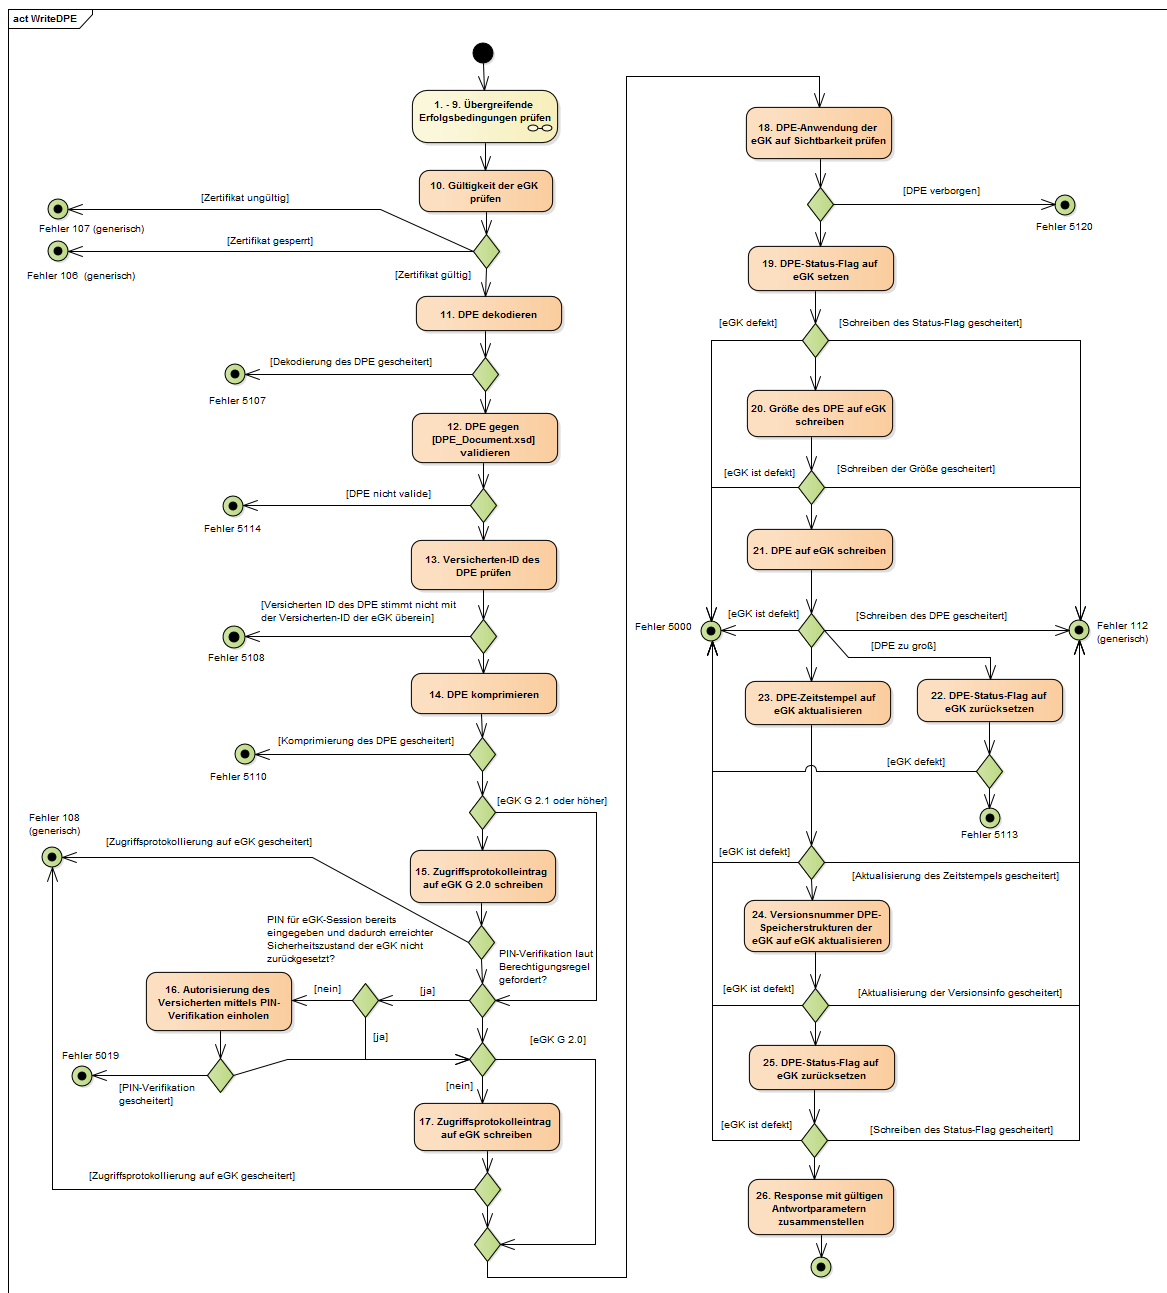 act WriteDPE
1. - 9. Übergreifende
Erfolgsbedingungen prüfen
10. Gültigkeit der eGK
prüfen
[Zertifikat ungültig]
Fehler 107 (generisch)
[Zertifikat gesperrt]
Fehler 106  (generisch)
[Zertifikat gültig]
11. DPE dekodieren
[Dekodierung des DPE gescheitert]
Fehler 5107
12. DPE gegen
[DPE_Document.xsd]
validieren
[DPE nicht valide]
Fehler 5114
13. Versicherten-ID des
DPE prüfen
[Versicherten ID des DPE stimmt nicht mit
der Versicherten-ID der eGK überein]
Fehler 5108
14. DPE komprimieren
[Komprimierung des DPE gescheitert]
Fehler 5110
[eGK G 2.1 oder höher]
Fehler 108
(generisch)
[Zugriffsprotokollierung auf eGK gescheitert]
15. Zugriffsprotokolleintrag
auf eGK G 2.0 schreiben
PIN für eGK-Session bereits
eingegeben und dadurch erreichter
Sicherheitszustand der eGK nicht
zurückgesetzt?
PIN-Verifikation laut
Berechtigungsregel
gefordert?
16. Autorisierung des
Versicherten mittels PIN-
Verifikation einholen
[nein]
[ja]
[ja]
[eGK G 2.0]
Fehler 5019
[PIN-Verifikation
gescheitert]
[nein]
17. Zugriffsprotokolleintrag
auf eGK schreiben
[Zugriffsprotokollierung auf eGK gescheitert]
18. DPE-Anwendung der
eGK auf Sichtbarkeit prüfen
[DPE verborgen]
Fehler 5120
19. DPE-Status-Flag auf
eGK setzen
[eGK defekt]
[Schreiben des Status-Flag gescheitert]
20. Größe des DPE auf eGK
schreiben
[eGK ist defekt]
[Schreiben der Größe gescheitert]
21. DPE auf eGK schreiben
[eGK ist defekt]
[Schreiben des DPE gescheitert]
Fehler 5000
Fehler 112
(generisch)
[DPE zu groß]
23. DPE-Zeitstempel auf
eGK aktualisieren
22. DPE-Status-Flag auf
eGK zurücksetzen
[eGK defekt]
Fehler 5113
[eGK ist defekt]
[Aktualisierung des Zeitstempels gescheitert]
24. Versionsnummer DPE-
Speicherstrukturen der
eGK auf eGK aktualisieren
[eGK ist defekt]
[Aktualisierung der Versionsinfo gescheitert]
25. DPE-Status-Flag auf
eGK zurücksetzen
[eGK ist defekt]
[Schreiben des Status-Flag gescheitert]
26. Response mit gültigen
Antwortparametern
zusammenstellen